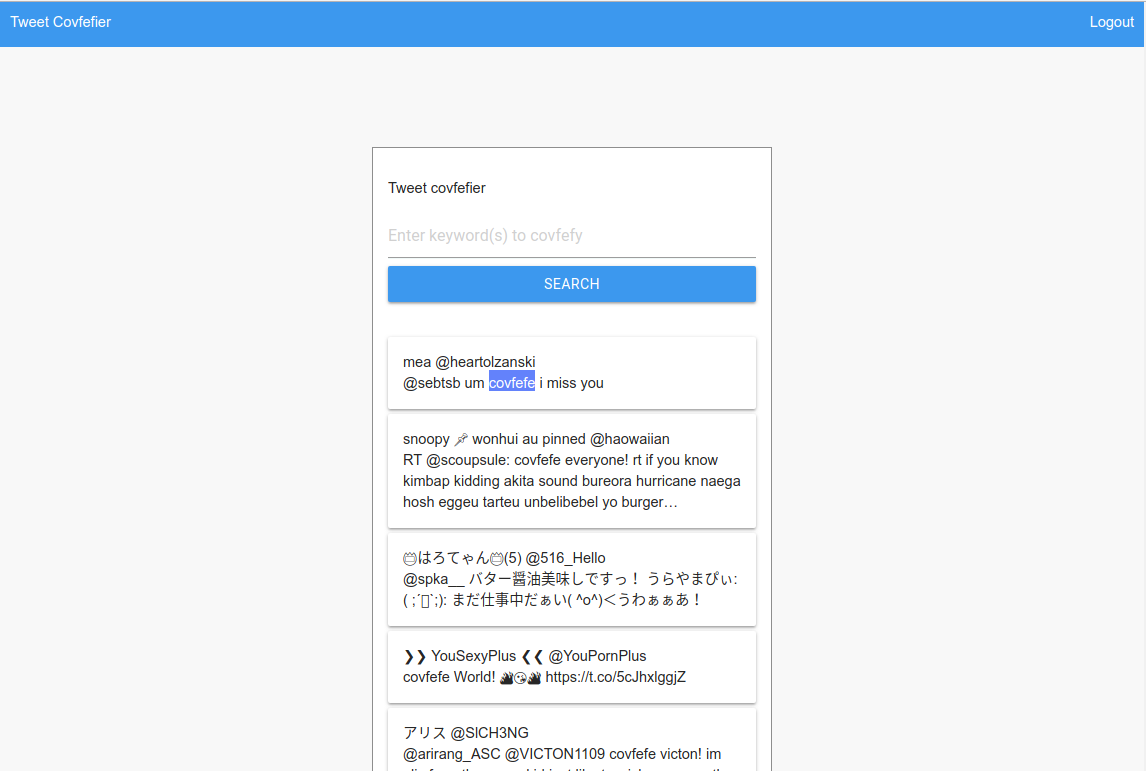 Tweet Covfefier
Logout
Tweet covfefier
Enter keyword(s) to covfefy
SEARCH
mea @heartolzanski
@sebtsb um covfefe i miss you
snoopy 🎤 wonhui au pinned @haowaiian
RT @scoupsule: covfefe everyone! rt if you know
kimbap kidding akita sound bureora hurricane naega
hosh eggeu tarteu unbelibebel yo burger…
はろてゃん(5) @516_Hello
@spka__ バター醤油美味しですっ！ うらやまぴぃ:
( ;´`;): まだ仕事中だぁい( ^o^)＜うわぁぁあ！
❯❯ YouSexyPlus ❮❮ @YouPornPlus
covfefe World! 😘 https://t.co/5cJhxlggjZ
アリス @SlCH3NG
@arirang_ASC @VICTON1109 covfefe victon! im